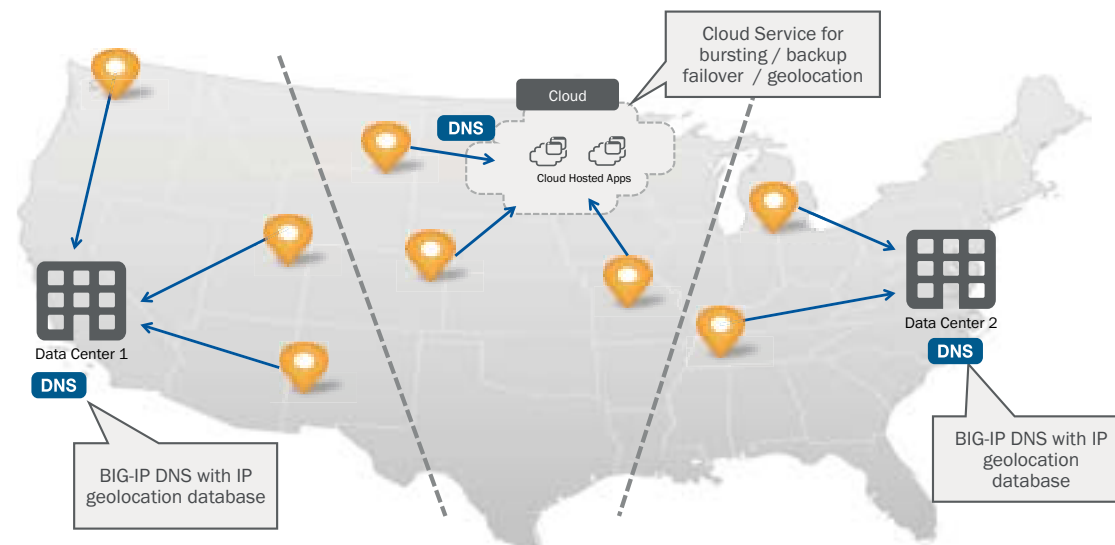 Cloud Service for
bursting / backup
failover / geolocation
Cloud
DNS
Cloud Hosted Apps
Data Center 1
DNS
BIG-IP DNS with IP
geolocation database
Data Center 2
DNS
BIG-IP DNS with IP
geolocation
database